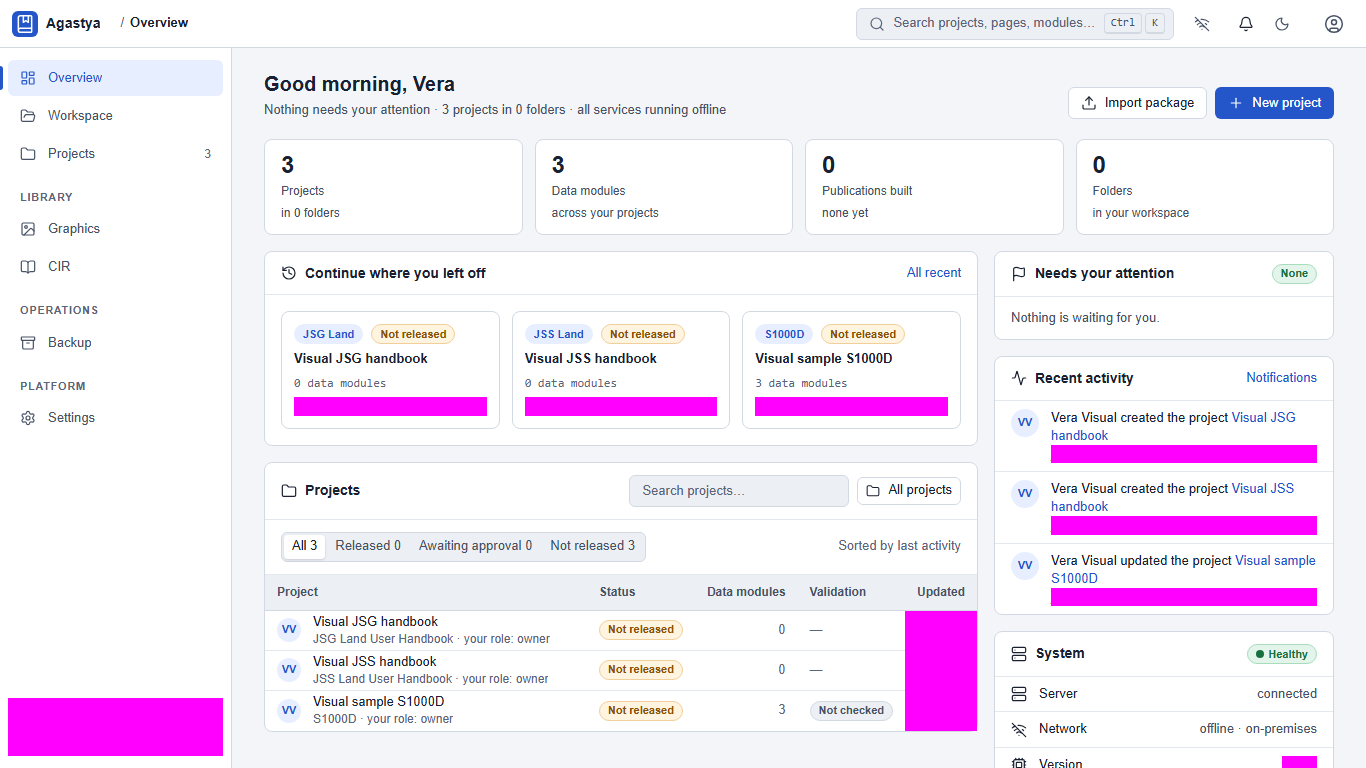 Agastya / Overview
Search projects, pages, modules… Ctrl K
Overview
Workspace
Projects 3
LIBRARY
Graphics
CIR
OPERATIONS
Backup
PLATFORM
Settings
Good morning, Vera
Nothing needs your attention · 3 projects in 0 folders · all services running offline
Import package
New project
3
Projects
in 0 folders
3
Data modules
across your projects
0
Publications built
none yet
0
Folders
in your workspace
Continue where you left off
All recent
JSG Land Not released
Visual JSG handbook
0 data modules
JSS Land Not released
Visual JSS handbook
0 data modules
S1000D Not released
Visual sample S1000D
3 data modules
Projects
Search projects…
All projects
All 3 Released 0 Awaiting approval 0 Not released 3
Sorted by last activity
Project Status Data modules Validation Updated
VV Visual JSG handbook Not released 0 —
JSG Land User Handbook · your role: owner
VV Visual JSS handbook Not released 0 —
JSS Land User Handbook · your role: owner
VV Visual sample S1000D Not released 3 Not checked
S1000D · your role: owner
Needs your attention None
Nothing is waiting for you.
Recent activity Notifications
VV Vera Visual created the project Visual JSG
handbook
VV Vera Visual created the project Visual JSS
handbook
VV Vera Visual updated the project Visual sample
S1000D
System Healthy
Server connected
Network offline · on-premises
Version